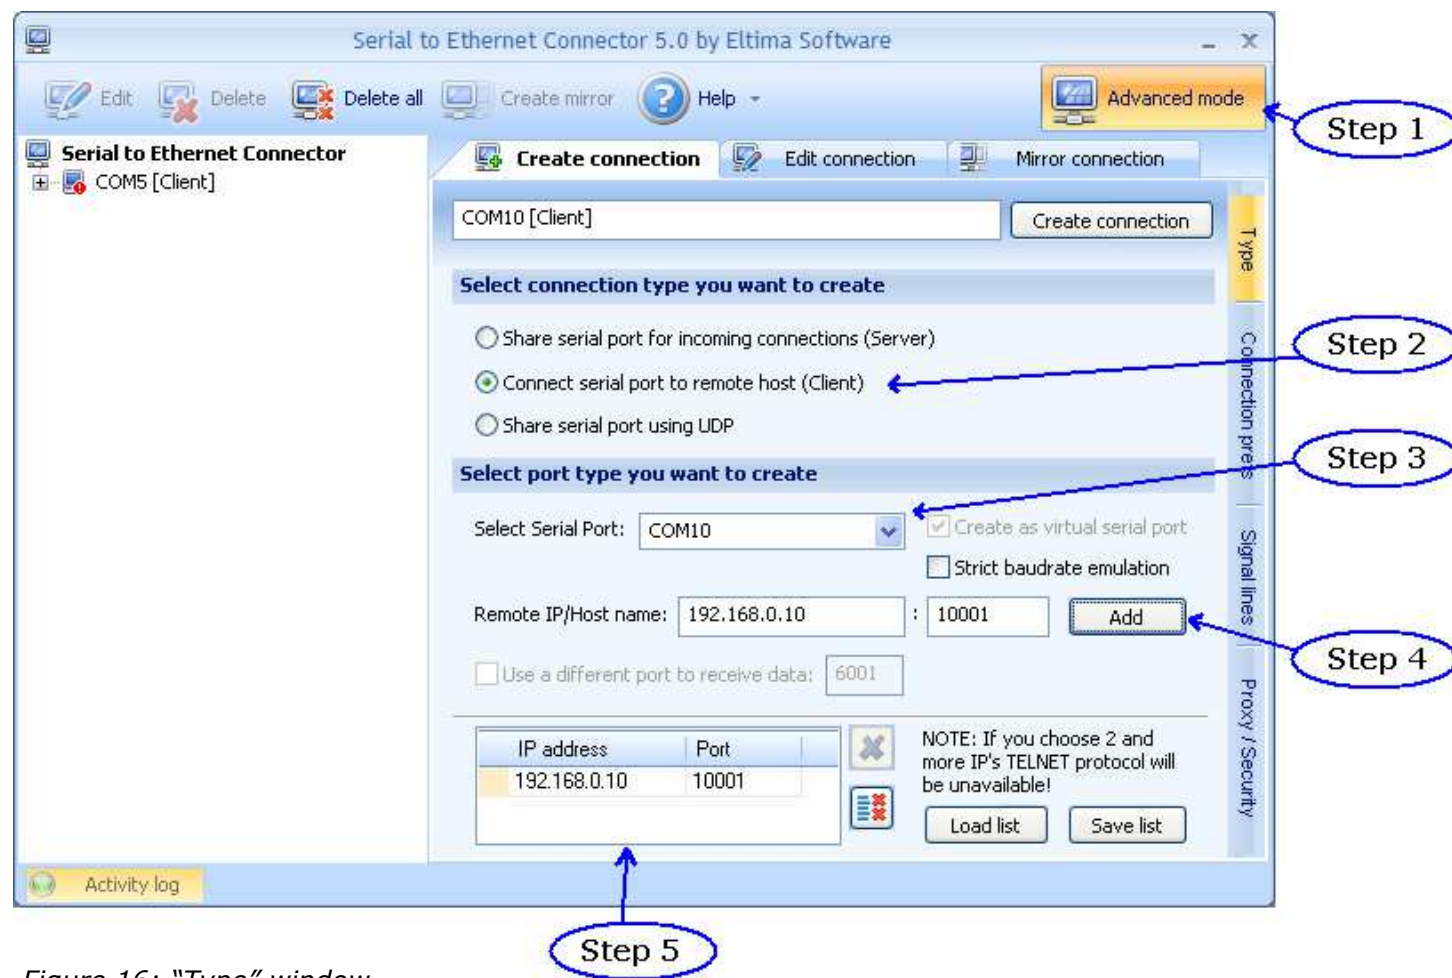 Serial to Ethernet Connector 5.0 by Eltima Software
Edit Delete Delete all Create mirror Help Advanced mode
Step 1
Serial to Ethernet Connector
COM5 [Client]
Create connection Edit connection Mirror connection
COM10 [Client] Create connection
Type
Select connection type you want to create
Share serial port for incoming connections (Server)
Step 2
Connect serial port to remote host (Client)
Connection prefs
Share serial port using UDP
Step 3
Select port type you want to create
Select Serial Port: COM10 Create as virtual serial port
Strict baudrate emulation
Signal lines
Remote IP/Host name: 192.168.0.10 : 10001 Add
Step 4
Use a different port to receive data: 6001
Proxy / Security
IP address Port
192.168.0.10 10001
NOTE: If you choose 2 and
more IP's TELNET protocol will
be unavailable!
Load list Save list
Activity log
Step 5
Figure 16: “Type” window